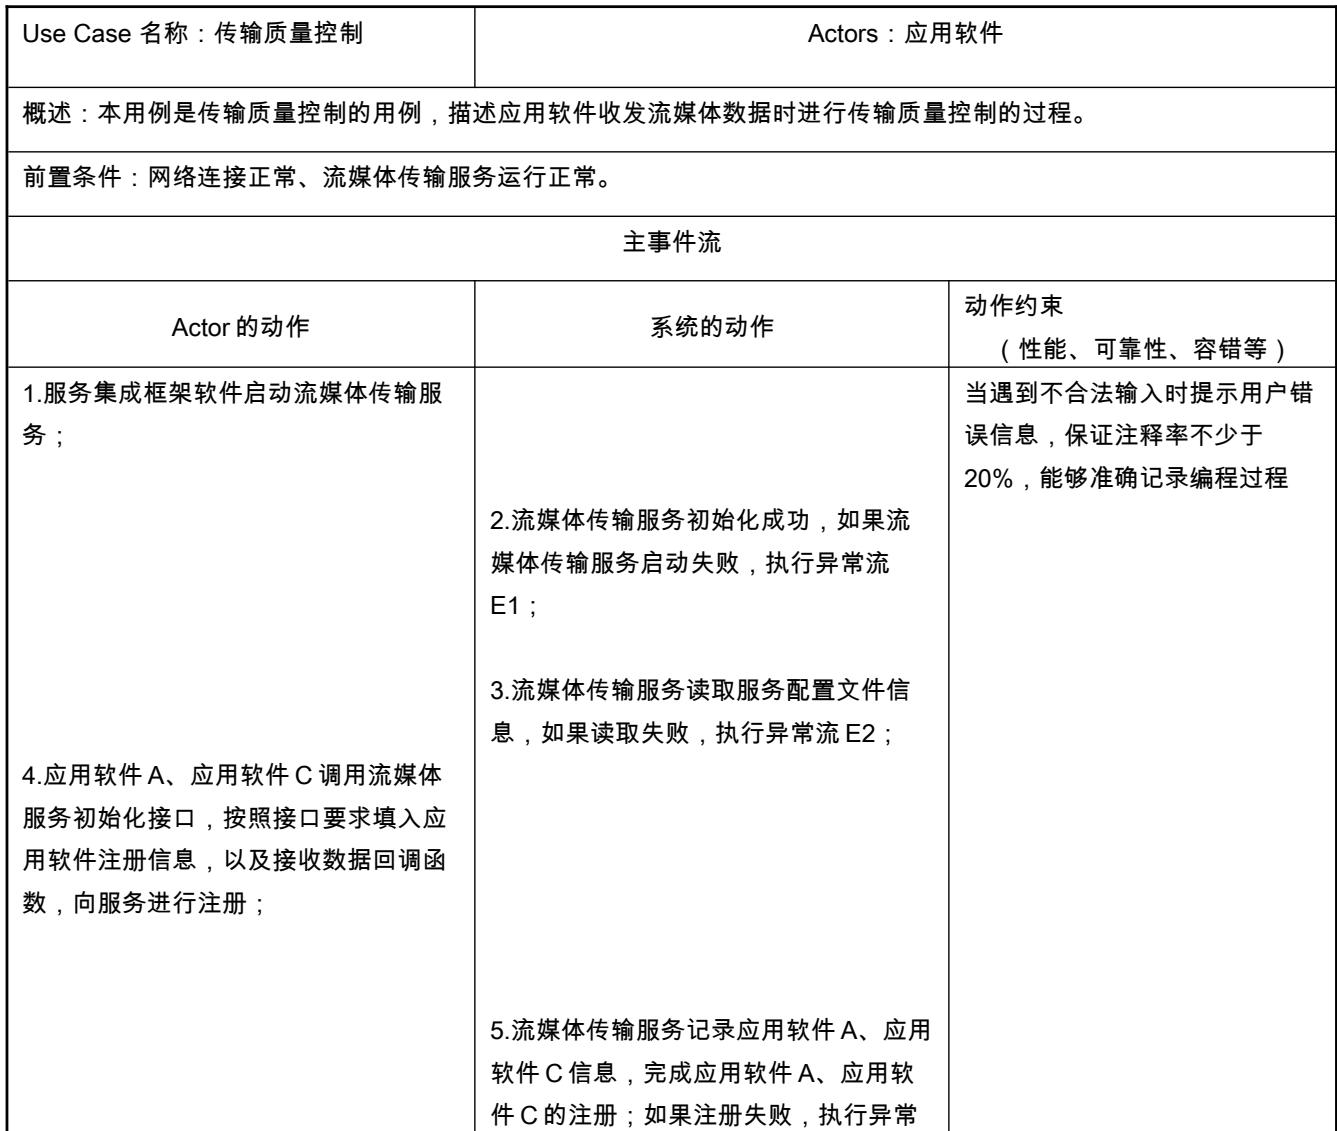 Use Case 名称：传输质量控制
Actors：应用软件
概述：本用例是传输质量控制的用例，描述应用软件收发流媒体数据时进行传输质量控制的过程。
前置条件：网络连接正常、流媒体传输服务运行正常。
主事件流
Actor 的动作
系统的动作
动作约束
（性能、可靠性、容错等）
1.服务集成框架软件启动流媒体传输服
务；
当遇到不合法输入时提示用户错
误信息，保证注释率不少于
20%，能够准确记录编程过程
2.流媒体传输服务初始化成功，如果流
媒体传输服务启动失败，执行异常流
E1；
3.流媒体传输服务读取服务配置文件信
息，如果读取失败，执行异常流 E2；
4.应用软件 A、应用软件 C 调用流媒体
服务初始化接口，按照接口要求填入应
用软件注册信息，以及接收数据回调函
数，向服务进行注册；
5.流媒体传输服务记录应用软件 A、应用
软件 C 信息，完成应用软件 A、应用软
件 C 的注册；如果注册失败，执行异常